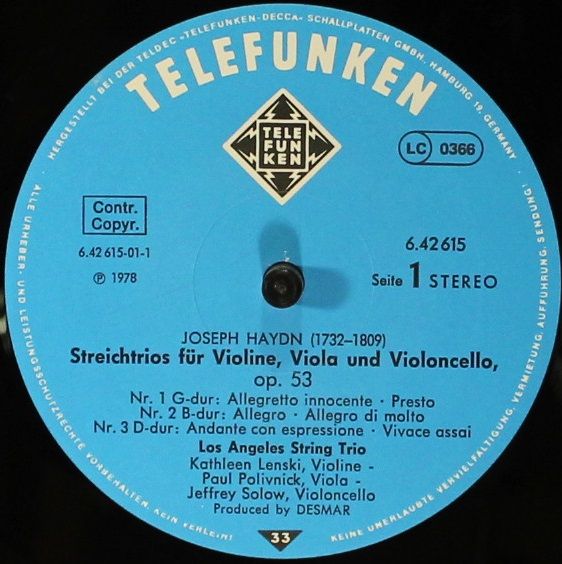 HERGESTELLT BEI DER TELDEC »TELEFUNKEN-DECCA« SCHALLPLATTEN GMBH., HAMBURG 19, GERMANY ·
TELEFUNKEN
TELE
FUN
KEN
LC 0366
Contr.
Copyr.
6.42 615-01-1
Ⓟ 1978
6.42615
Seite 1 STEREO
JOSEPH HAYDN (1732–1809)
Streichtrios für Violine, Viola und Violoncello,
op. 53
Nr. 1 G-dur: Allegretto innocente · Presto
Nr. 2 B-dur: Allegro · Allegro di molto
Nr. 3 D-dur: Andante con espressione · Vivace assai
Los Angeles String Trio
Kathleen Lenski, Violine -
Paul Polivnick, Viola -
Jeffrey Solow, Violoncello
Produced by DESMAR
33
· ALLE URHEBER- UND LEISTUNGSSCHUTZRECHTE VORBEHALTEN. KEIN VERLEIH!
KEINE UNERLAUBTE VERVIELFÄLTIGUNG, VERMIETUNG, AUFFÜHRUNG, SENDUNG!